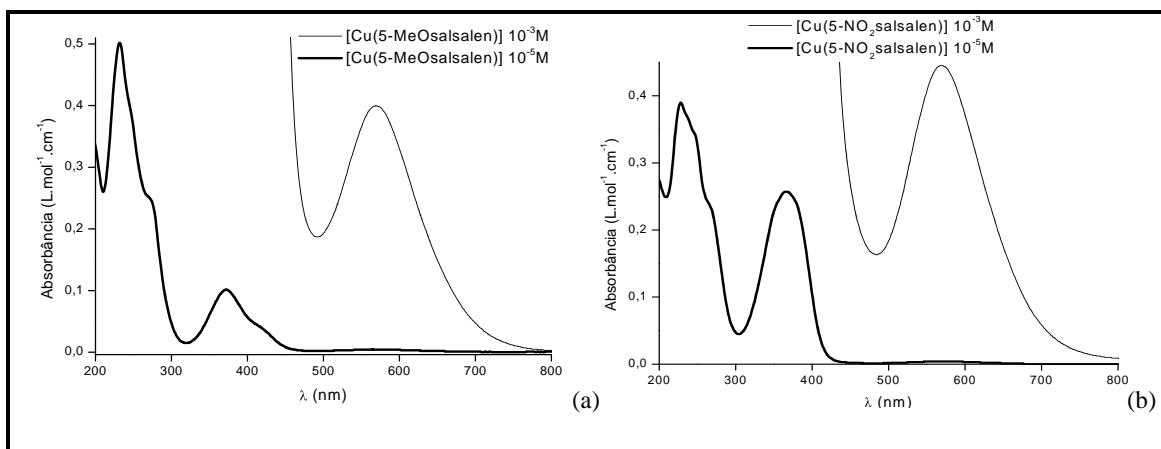 [Cu(5-MeOsalsalen)] 10⁻³M
[Cu(5-MeOsalsalen)] 10⁻⁵M
0,5
0,4
0,3
0,2
0,1
0,0
Absorbância (L.mol⁻¹.cm⁻¹)
200 300 400 500 600 700 800
λ (nm)
(a)
[Cu(5-NO₂salsalen)] 10⁻³M
[Cu(5-NO₂salsalen)] 10⁻⁵M
0,4
0,3
0,2
0,1
0,0
Absorbância (L.mol⁻¹.cm⁻¹)
200 300 400 500 600 700 800
λ (nm)
(b)